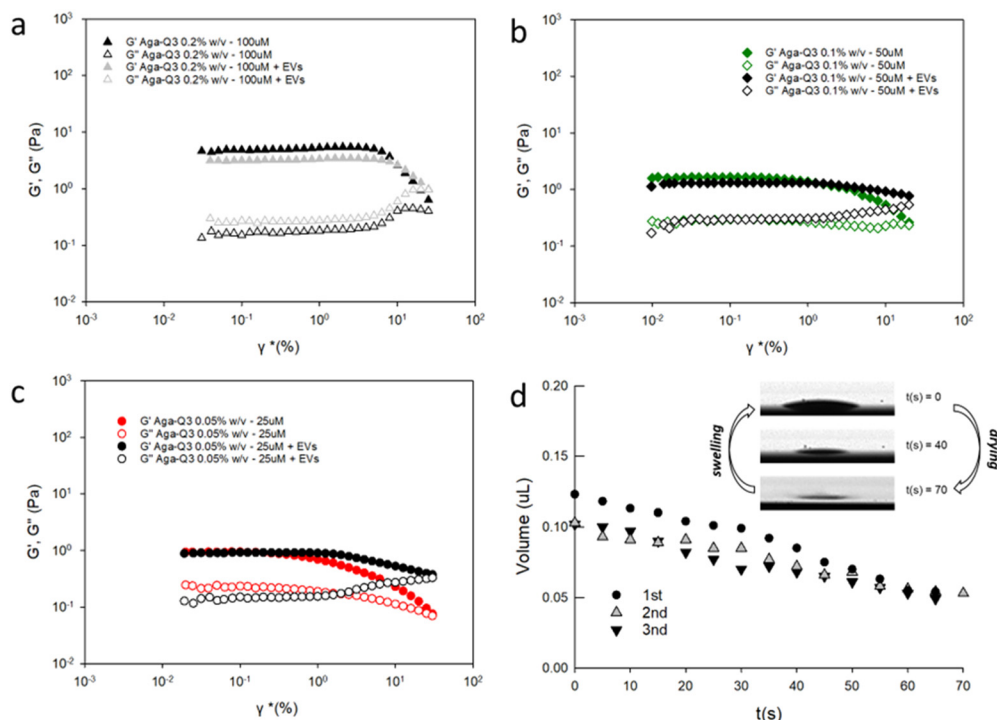 a
G' Aga-Q3 0.2% w/v - 100uM
G'' Aga-Q3 0.2% w/v - 100uM
G' Aga-Q3 0.2% w/v - 100uM + EVs
G'' Aga-Q3 0.2% w/v - 100uM + EVs
G', G'' (Pa)
10³
10²
10¹
10⁰
10⁻¹
10⁻²
10⁻³ 10⁻² 10⁻¹ 10⁰ 10¹ 10²
γ *(%)
b
G' Aga-Q3 0.1% w/v - 50uM
G'' Aga-Q3 0.1% w/v - 50uM
G' Aga-Q3 0.1% w/v - 50uM + EVs
G'' Aga-Q3 0.1% w/v - 50uM + EVs
G', G'' (Pa)
10³
10²
10¹
10⁰
10⁻¹
10⁻²
10⁻³ 10⁻² 10⁻¹ 10⁰ 10¹ 10²
γ *(%)
c
G' Aga-Q3 0.05% w/v - 25uM
G'' Aga-Q3 0.05% w/v - 25uM
G' Aga-Q3 0.05% w/v - 25uM + EVs
G'' Aga-Q3 0.05% w/v - 25uM + EVs
G', G'' (Pa)
10³
10²
10¹
10⁰
10⁻¹
10⁻²
10⁻³ 10⁻² 10⁻¹ 10⁰ 10¹ 10²
γ *(%)
d
swelling
t(s) = 0
t(s) = 40
t(s) = 70
drying
Volume (uL)
0.20
0.15
0.10
0.05
0.00
1st
2nd
3nd
0 10 20 30 40 50 60 70
t(s)